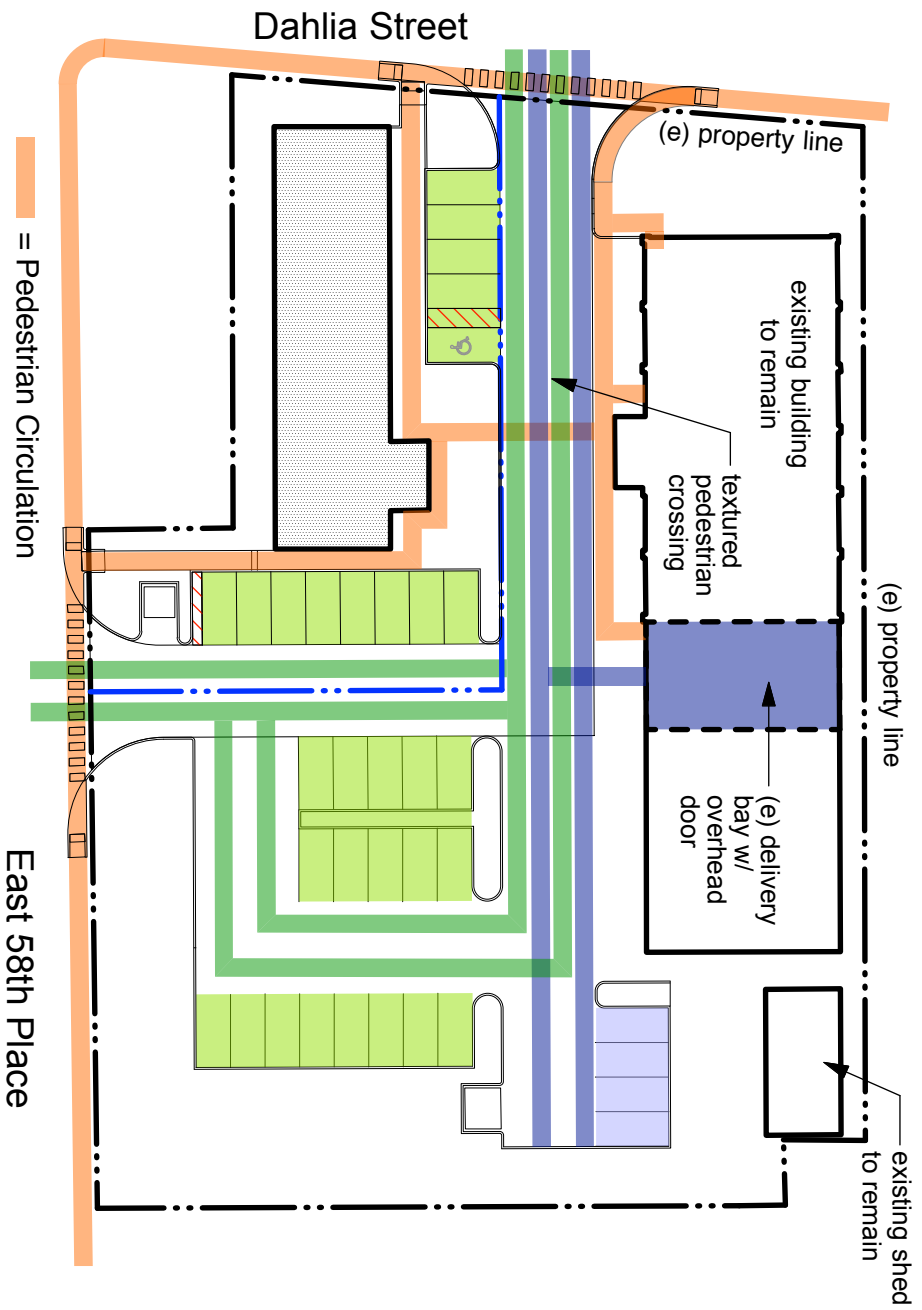 Dahlia Street
(e) property line
existing building
to remain
textured
pedestrian
crossing
(e) property line
(e) delivery
bay w/
overhead
door
existing shed
to remain
= Pedestrian Circulation
East 58th Place